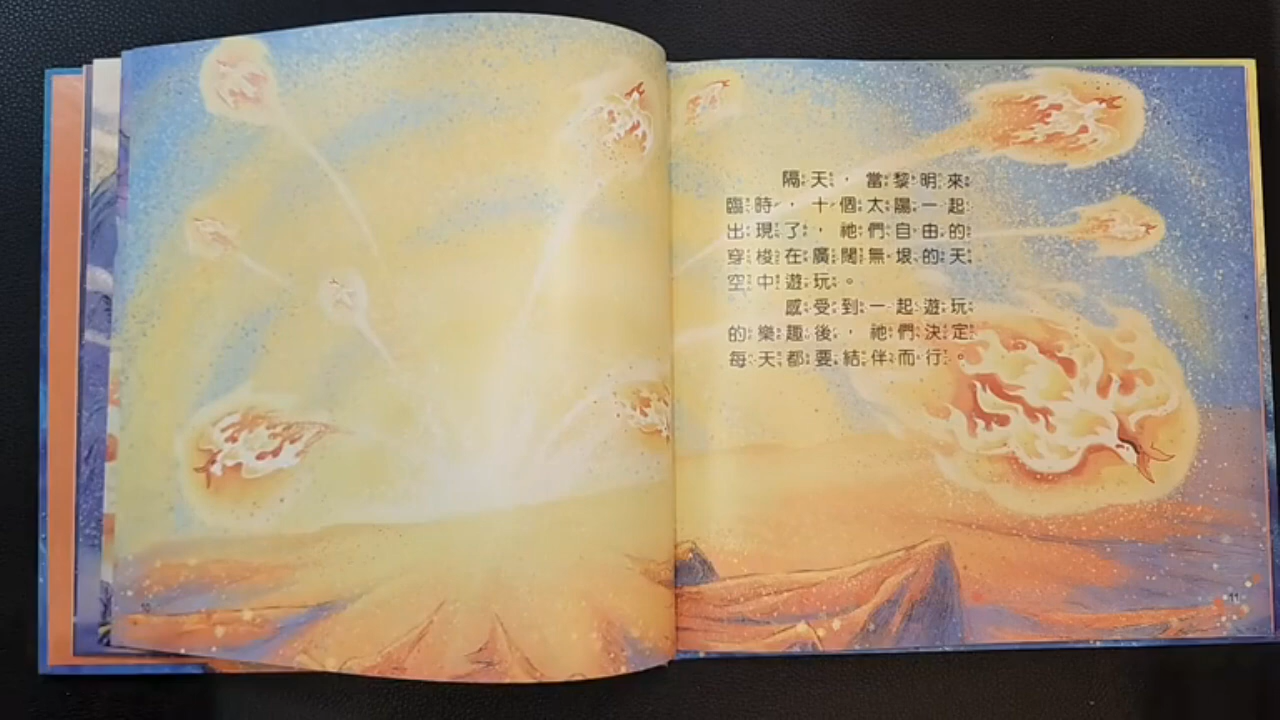 隔天，當黎明來
臨時，十個太陽一起
出現了，祂們自由的
穿梭在廣闊無垠的天
空中遊玩。
感受到一起遊玩
的樂趣後，祂們決定
每天都要結伴而行。
10
11